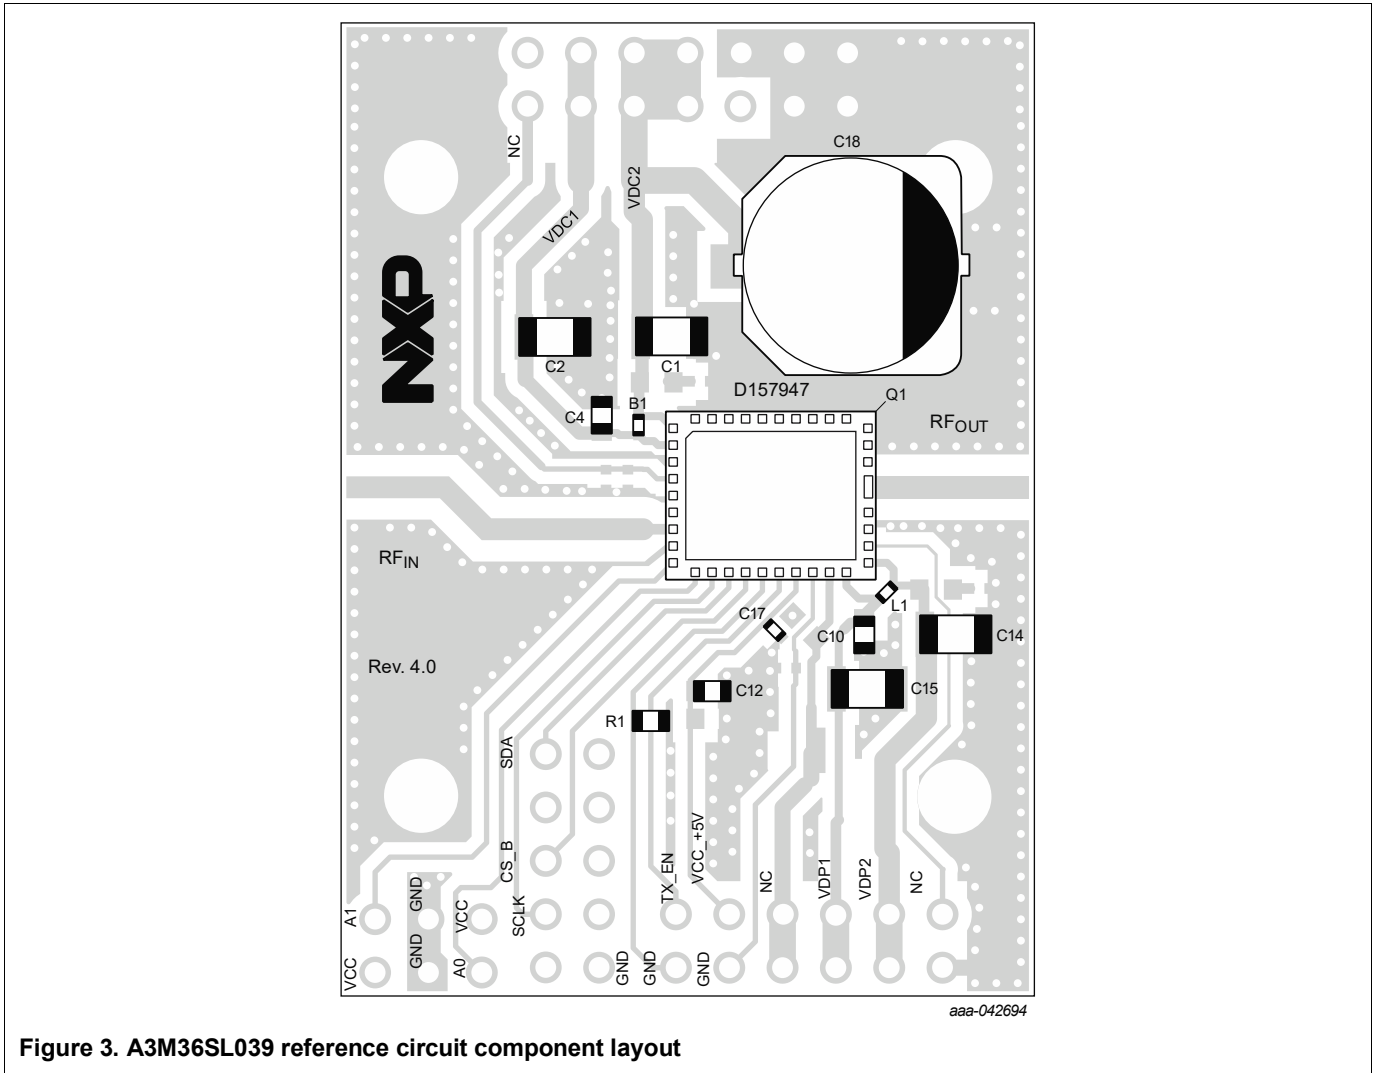 NC
VDC1
VDC2
C18
NXP
C2
C1
D157947
C4
B1
Q1
RFOUT
RFIN
C17
L1
C10
C14
Rev. 4.0
C12
C15
R1
SDA
CS_B
TX_EN
VCC_+5V
NC
VDP1
VDP2
NC
A1
GND
VCC
SCLK
VCC
GND
A0
GND
GND
GND
aaa-042694
Figure 3. A3M36SL039 reference circuit component layout